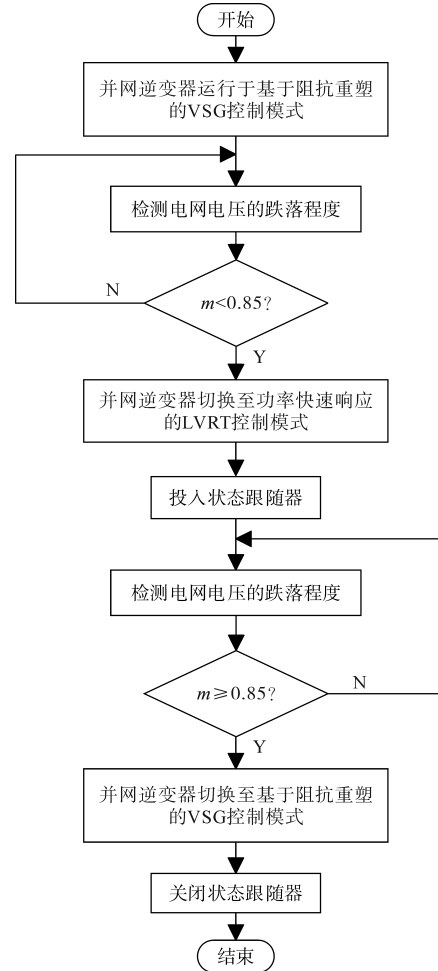 开始
并网逆变器运行于基于阻抗重塑
的VSG控制模式
检测电网电压的跌落程度
m<0.85?
N
Y
并网逆变器切换至功率快速响应
的LVRT控制模式
投入状态跟随器
检测电网电压的跌落程度
m≥0.85?
N
Y
并网逆变器切换至基于阻抗重塑
的VSG控制模式
关闭状态跟随器
结束